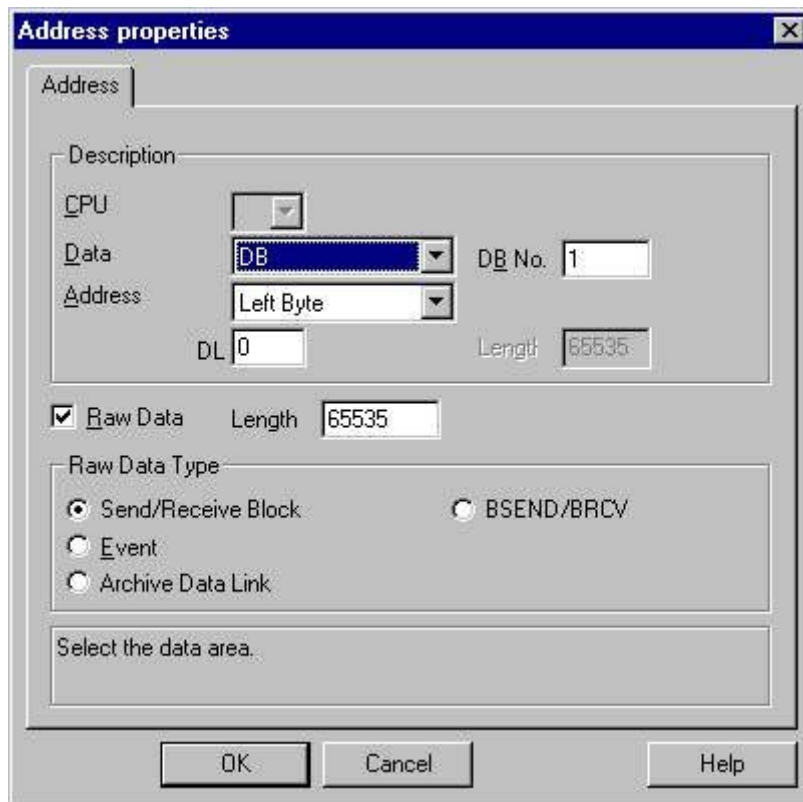 Address properties
Address
Description
CPU
Data DB DB No. 1
Address Left Byte
DL 0 Length 65535
Raw Data Length 65535
Raw Data Type
Send/Receive Block BSEND/BRCV
Event
Archive Data Link
Select the data area.
OK Cancel Help